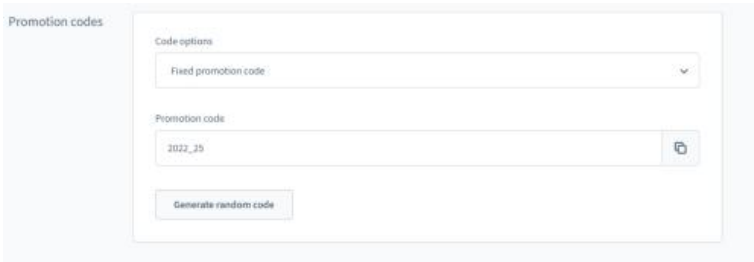 Promotion codes
Code options
Fixed promotion code
Promotion code
2022_25
Generate random code